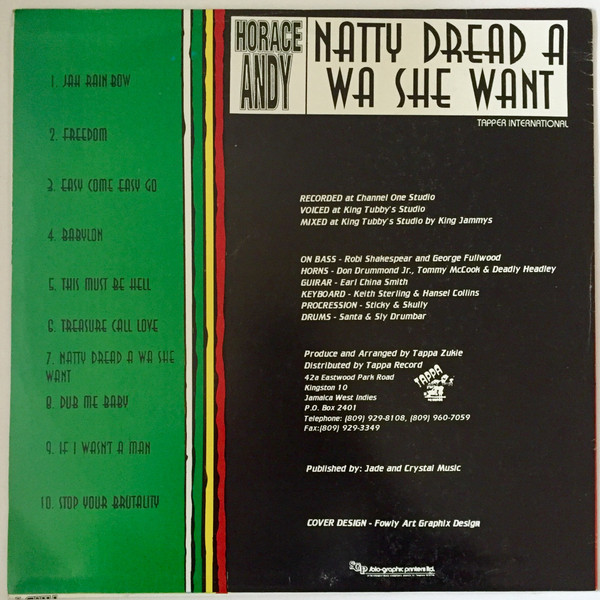 HORACE
ANDY
NATTY DREAD A
WA SHE WANT
TAPPER INTERNATIONAL
1. JAH RAIN BOW
2. FREEDOM
3. EASY COME EASY GO
4. BABYLON
5. THIS MUST BE HELL
6. TREASURE CALL LOVE
7. NATTY DREAD A WA SHE
WANT
8. DUB ME BABY
9. IF I WASN'T A MAN
10. STOP YOUR BRUTALITY
RECORDED at Channel One Studio
VOICED at King Tubby's Studio
MIXED at King Tubby's Studio by King Jammys
ON BASS - Robi Shakespear and George Fullwood
HORNS - Don Drummond Jr., Tommy McCook & Deadly Headley
GUIRAR - Earl China Smith
KEYBOARD - Keith Sterling & Hansel Collins
PROCRESSION - Sticky & Skully
DRUMS - Santa & Sly Drumbar
Produce and Arranged by Tappa Zukie
Distributed by Tappa Record
42a Eastwood Park Road
Kingston 10
Jamaica West Indies
P.O. Box 2401
Telephone: (809) 929-8108, (809) 960-7059
Fax:(809) 929-3349
TAPPA
Published by: Jade and Crystal Music
COVER DESIGN - Fowly Art Graphix Design
sgp solo-graphic printers ltd.